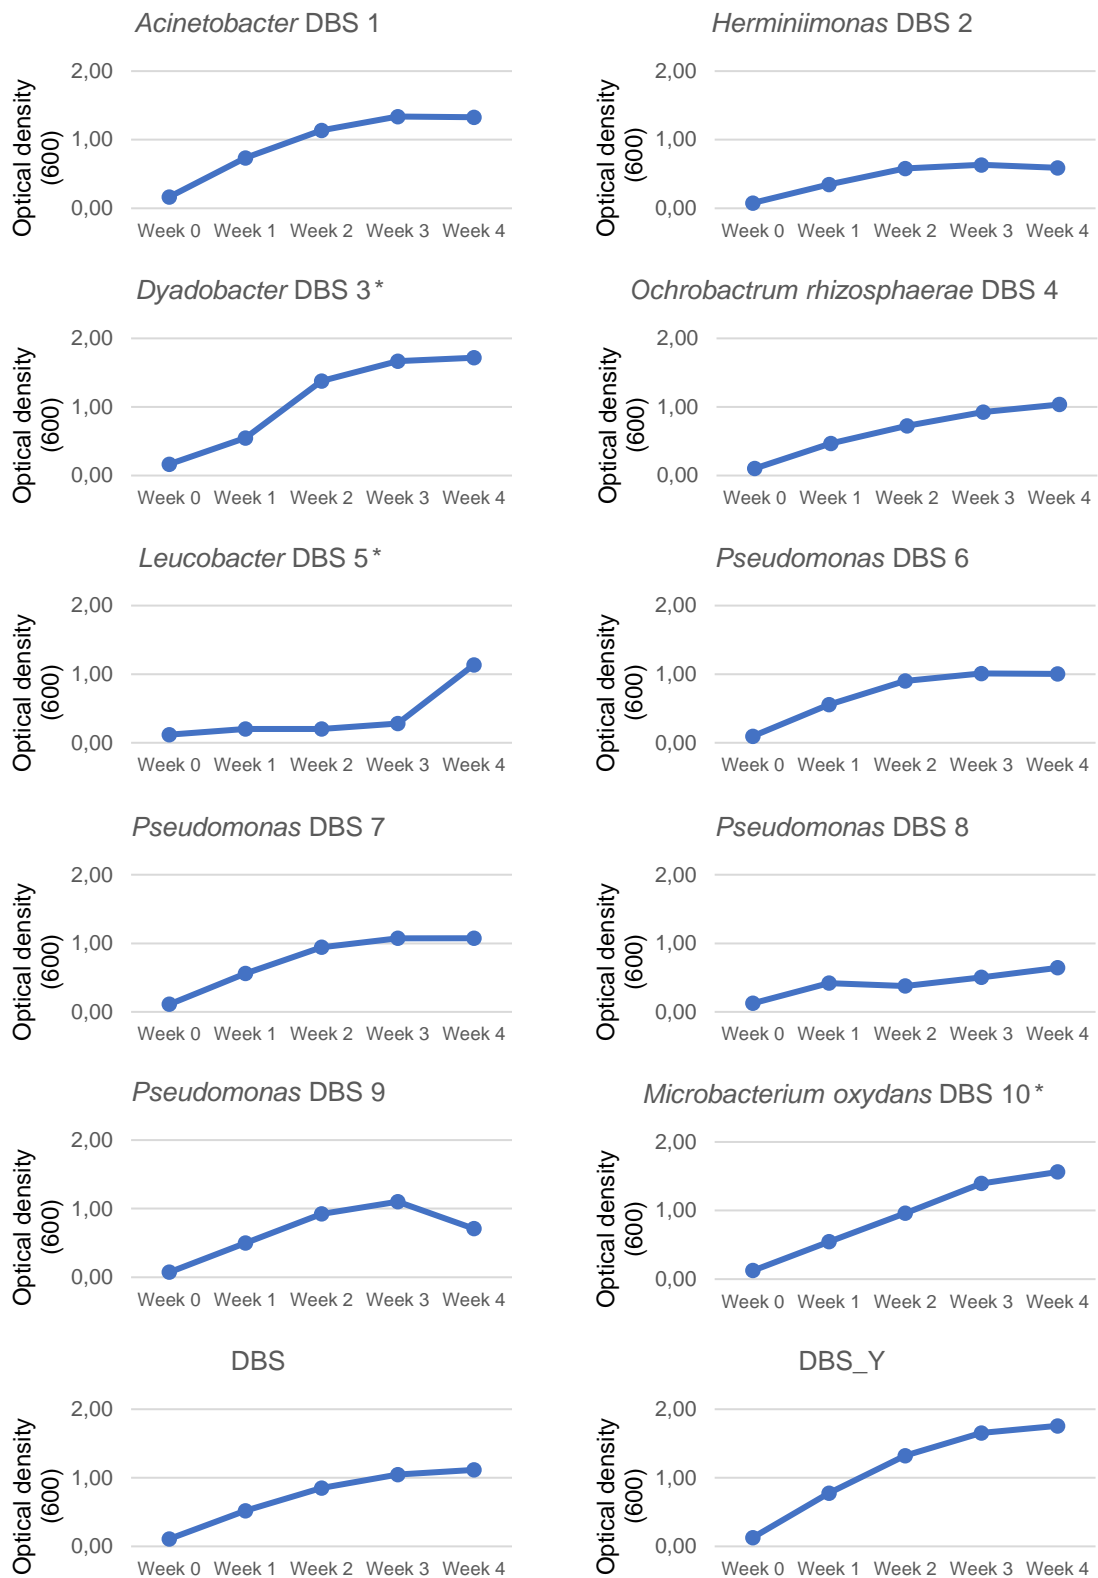 Acinetobacter DBS 1
Optical density
(600)
2,00
1,00
0,00
Week 0 Week 1 Week 2 Week 3 Week 4
Herminiimonas DBS 2
Optical density
(600)
2,00
1,00
0,00
Week 0 Week 1 Week 2 Week 3 Week 4
Dyadobacter DBS 3*
Optical density
(600)
2,00
1,00
0,00
Week 0 Week 1 Week 2 Week 3 Week 4
Ochrobactrum rhizosphaerae DBS 4
Optical density
(600)
2,00
1,00
0,00
Week 0 Week 1 Week 2 Week 3 Week 4
Leucobacter DBS 5*
Optical density
(600)
2,00
1,00
0,00
Week 0 Week 1 Week 2 Week 3 Week 4
Pseudomonas DBS 6
Optical density
(600)
2,00
1,00
0,00
Week 0 Week 1 Week 2 Week 3 Week 4
Pseudomonas DBS 7
Optical density
(600)
2,00
1,00
0,00
Week 0 Week 1 Week 2 Week 3 Week 4
Pseudomonas DBS 8
Optical density
(600)
2,00
1,00
0,00
Week 0 Week 1 Week 2 Week 3 Week 4
Pseudomonas DBS 9
Optical density
(600)
2,00
1,00
0,00
Week 0 Week 1 Week 2 Week 3 Week 4
Microbacterium oxydans DBS 10*
Optical density
(600)
2,00
1,00
0,00
Week 0 Week 1 Week 2 Week 3 Week 4
DBS
Optical density
(600)
2,00
1,00
0,00
Week 0 Week 1 Week 2 Week 3 Week 4
DBS_Y
Optical density
(600)
2,00
1,00
0,00
Week 0 Week 1 Week 2 Week 3 Week 4